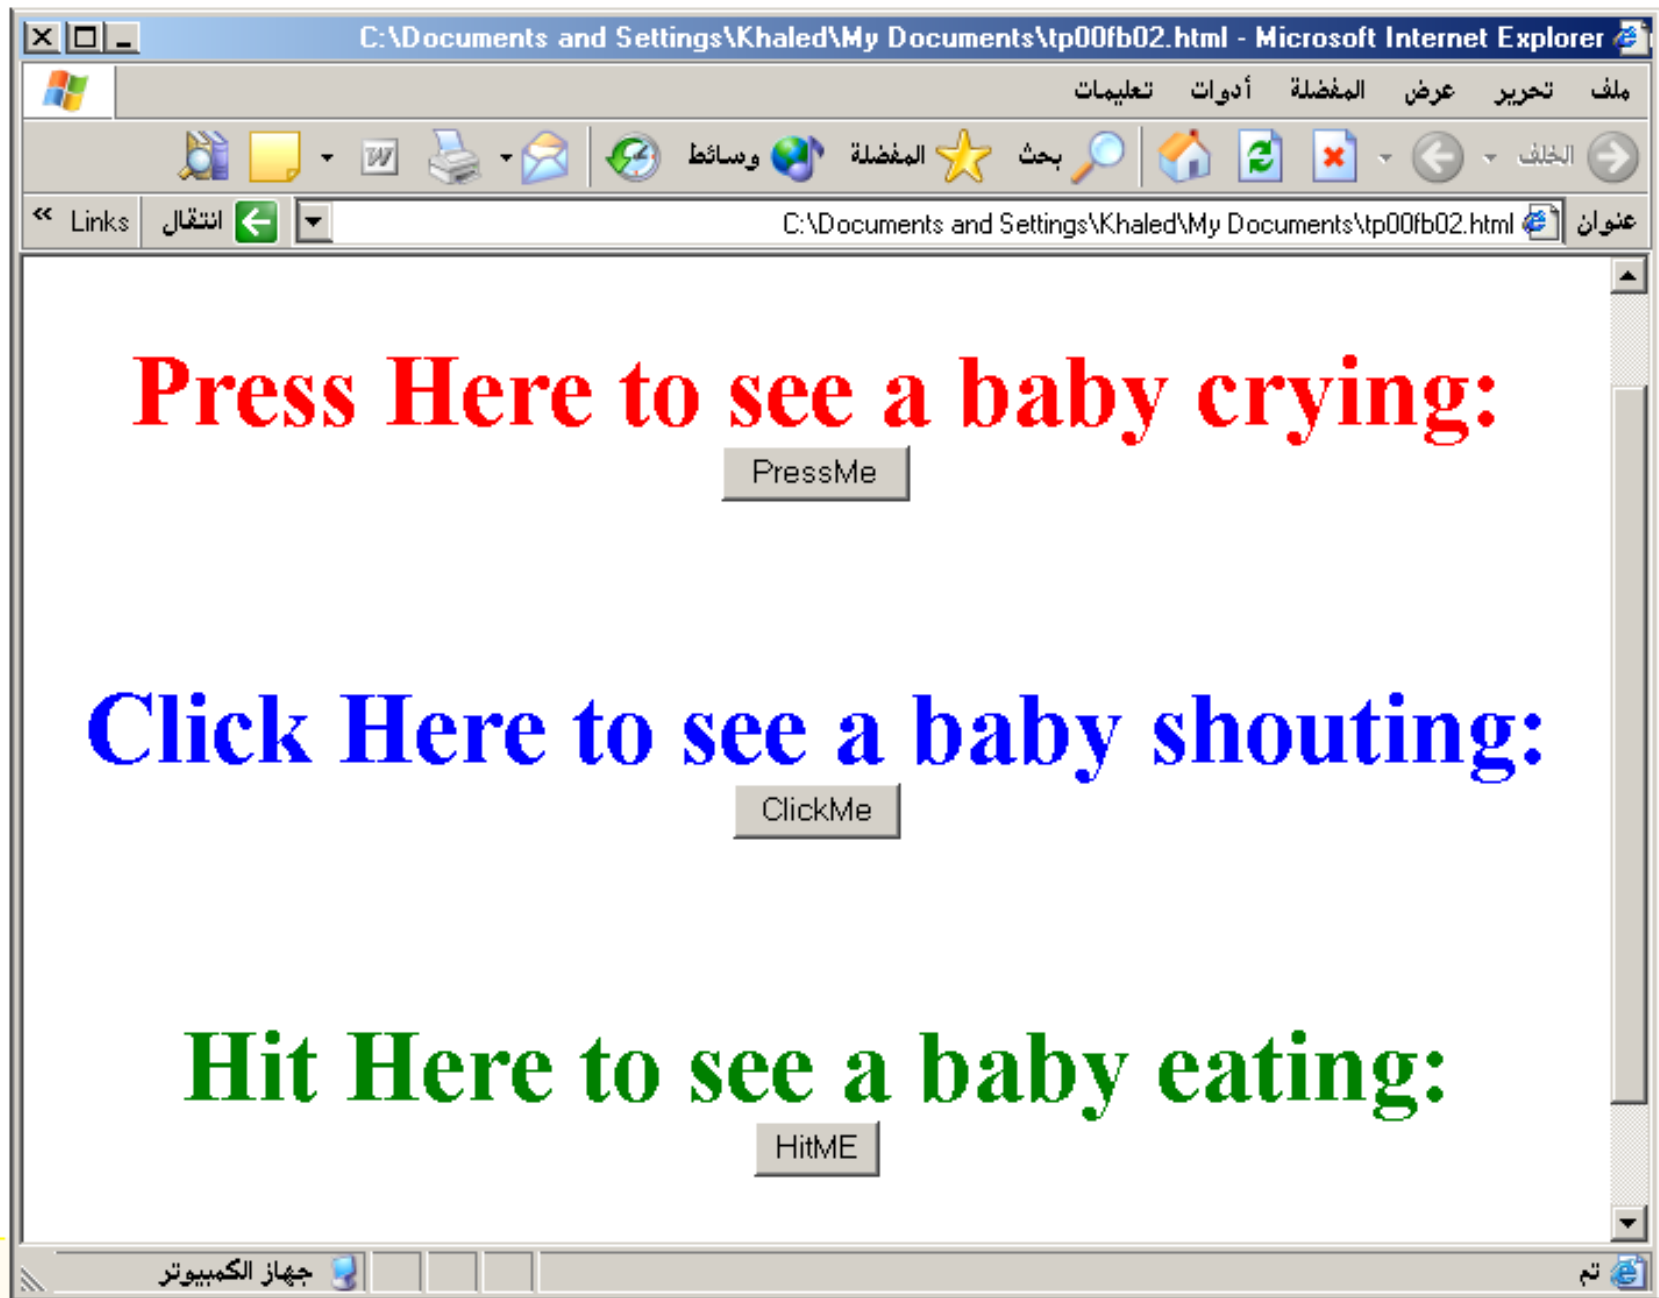 C:\Documents and Settings\Khaled\My Documents\tp00fb02.html - Microsoft Internet Explorer
ملف تحرير عرض المفضلة أدوات تعليمات
الخلف بحث المفضلة وسائط
عنوان C:\Documents and Settings\Khaled\My Documents\tp00fb02.html انتقال Links »
Press Here to see a baby crying:
PressMe
Click Here to see a baby shouting:
ClickMe
Hit Here to see a baby eating:
HitME
تم جهاز الكمبيوتر